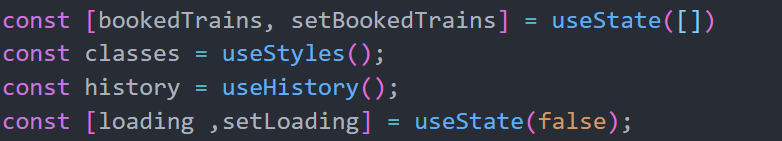 const [bookedTrains, setBookedTrains] = useState([])
const classes = useStyles();
const history = useHistory();
const [loading ,setLoading] = useState(false);